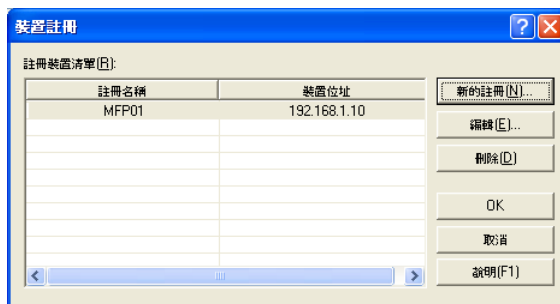 裝置註冊
註冊裝置清單(R):
註冊名稱 裝置位址
MFP01 192.168.1.10
新的註冊(N)...
編輯(E)...
刪除(D)
OK
取消
說明(F1)